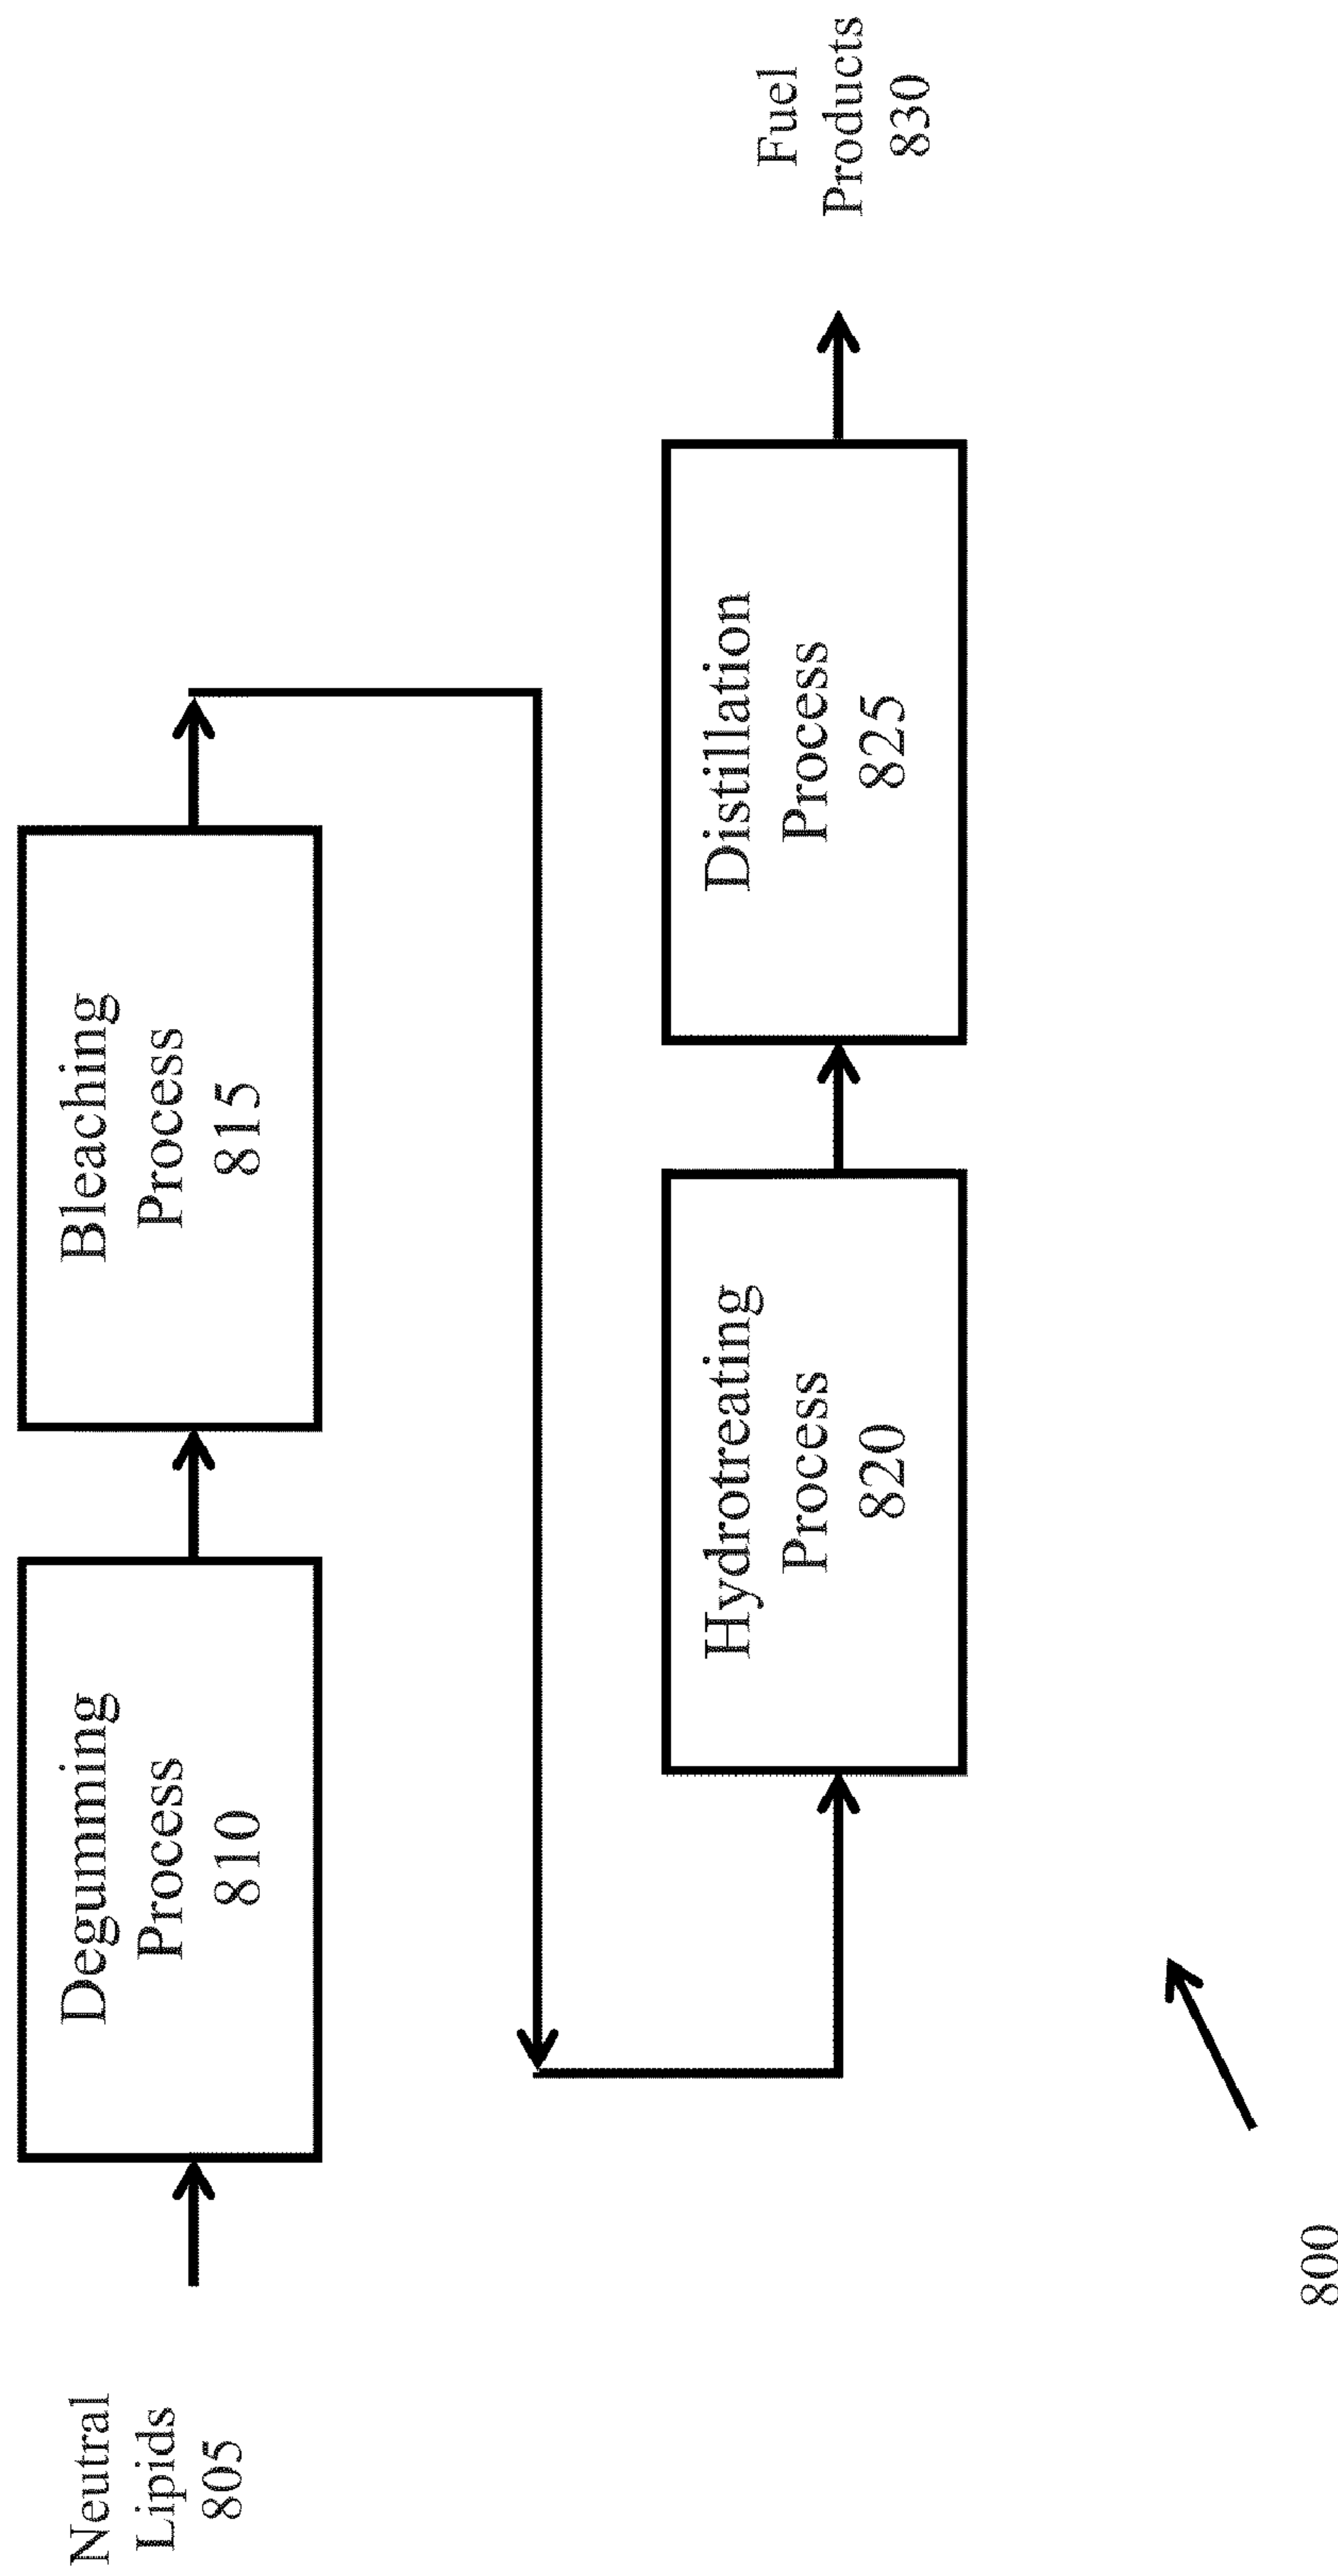 Neutral
Lipids
805
Degumming
Process
810
Bleaching
Process
815
Hydrotreating
Process
820
Distillation
Process
825
Fuel
Products
830
800